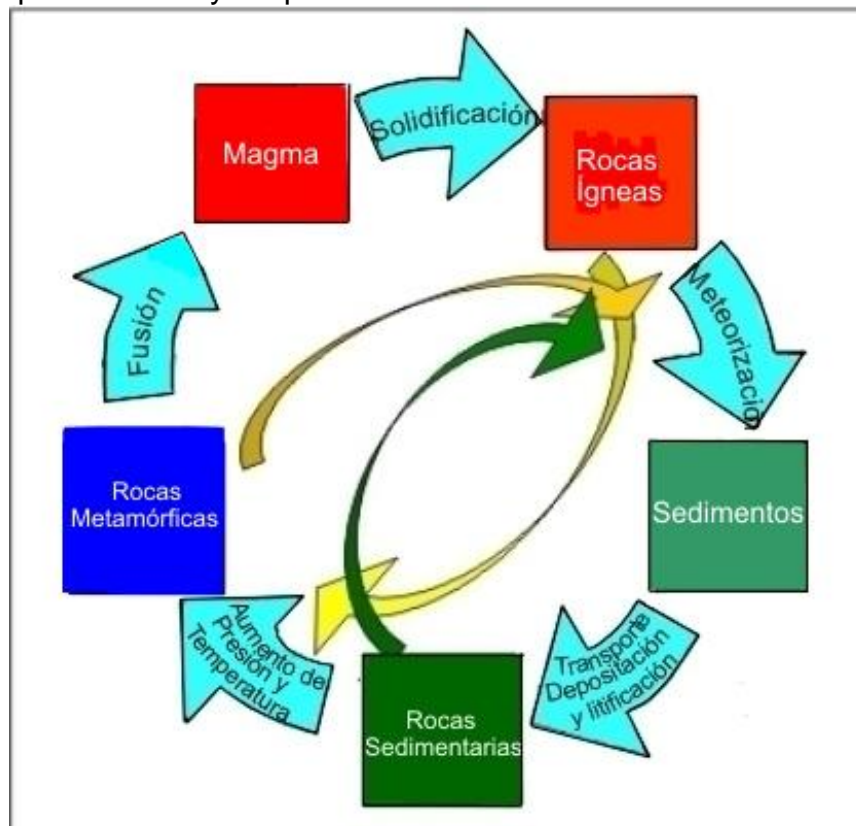 Magma
Solidificación
Rocas
Ígneas
Meteorización
Sedimentos
Transporte
Depositación
y litificación
Rocas
Sedimentarias
Aumento de
Presión y
Temperatura
Rocas
Metamórficas
Fusión